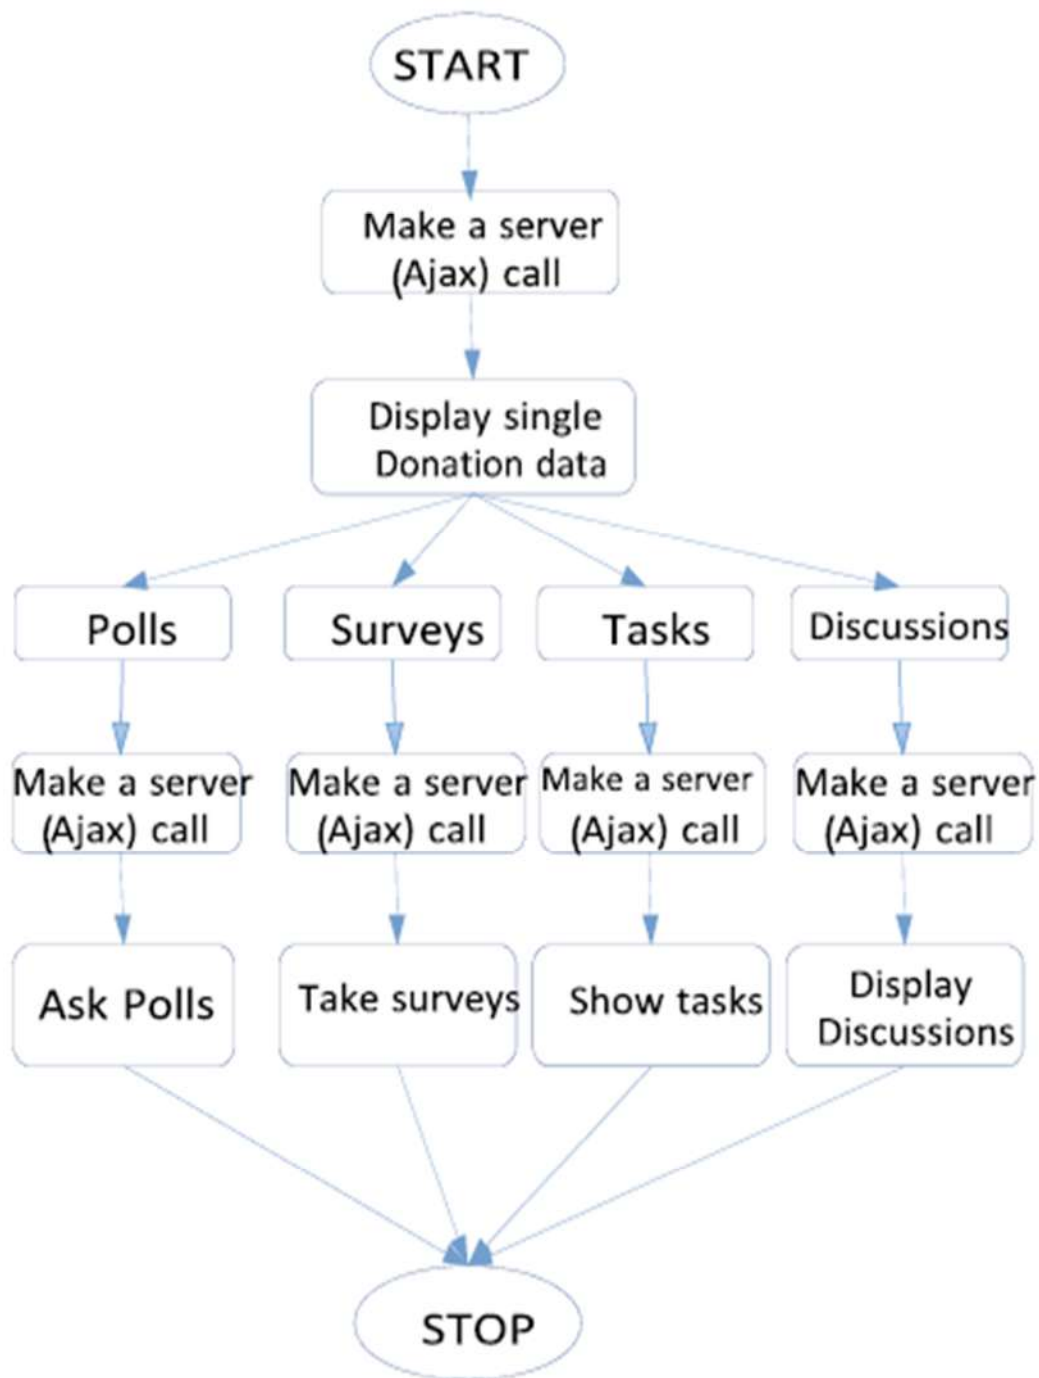 START
Make a server
(Ajax) call
Display single
Donation data
Polls
Surveys
Tasks
Discussions
Make a server
(Ajax) call
Make a server
(Ajax) call
Make a server
(Ajax) call
Make a server
(Ajax) call
Ask Polls
Take surveys
Show tasks
Display
Discussions
STOP